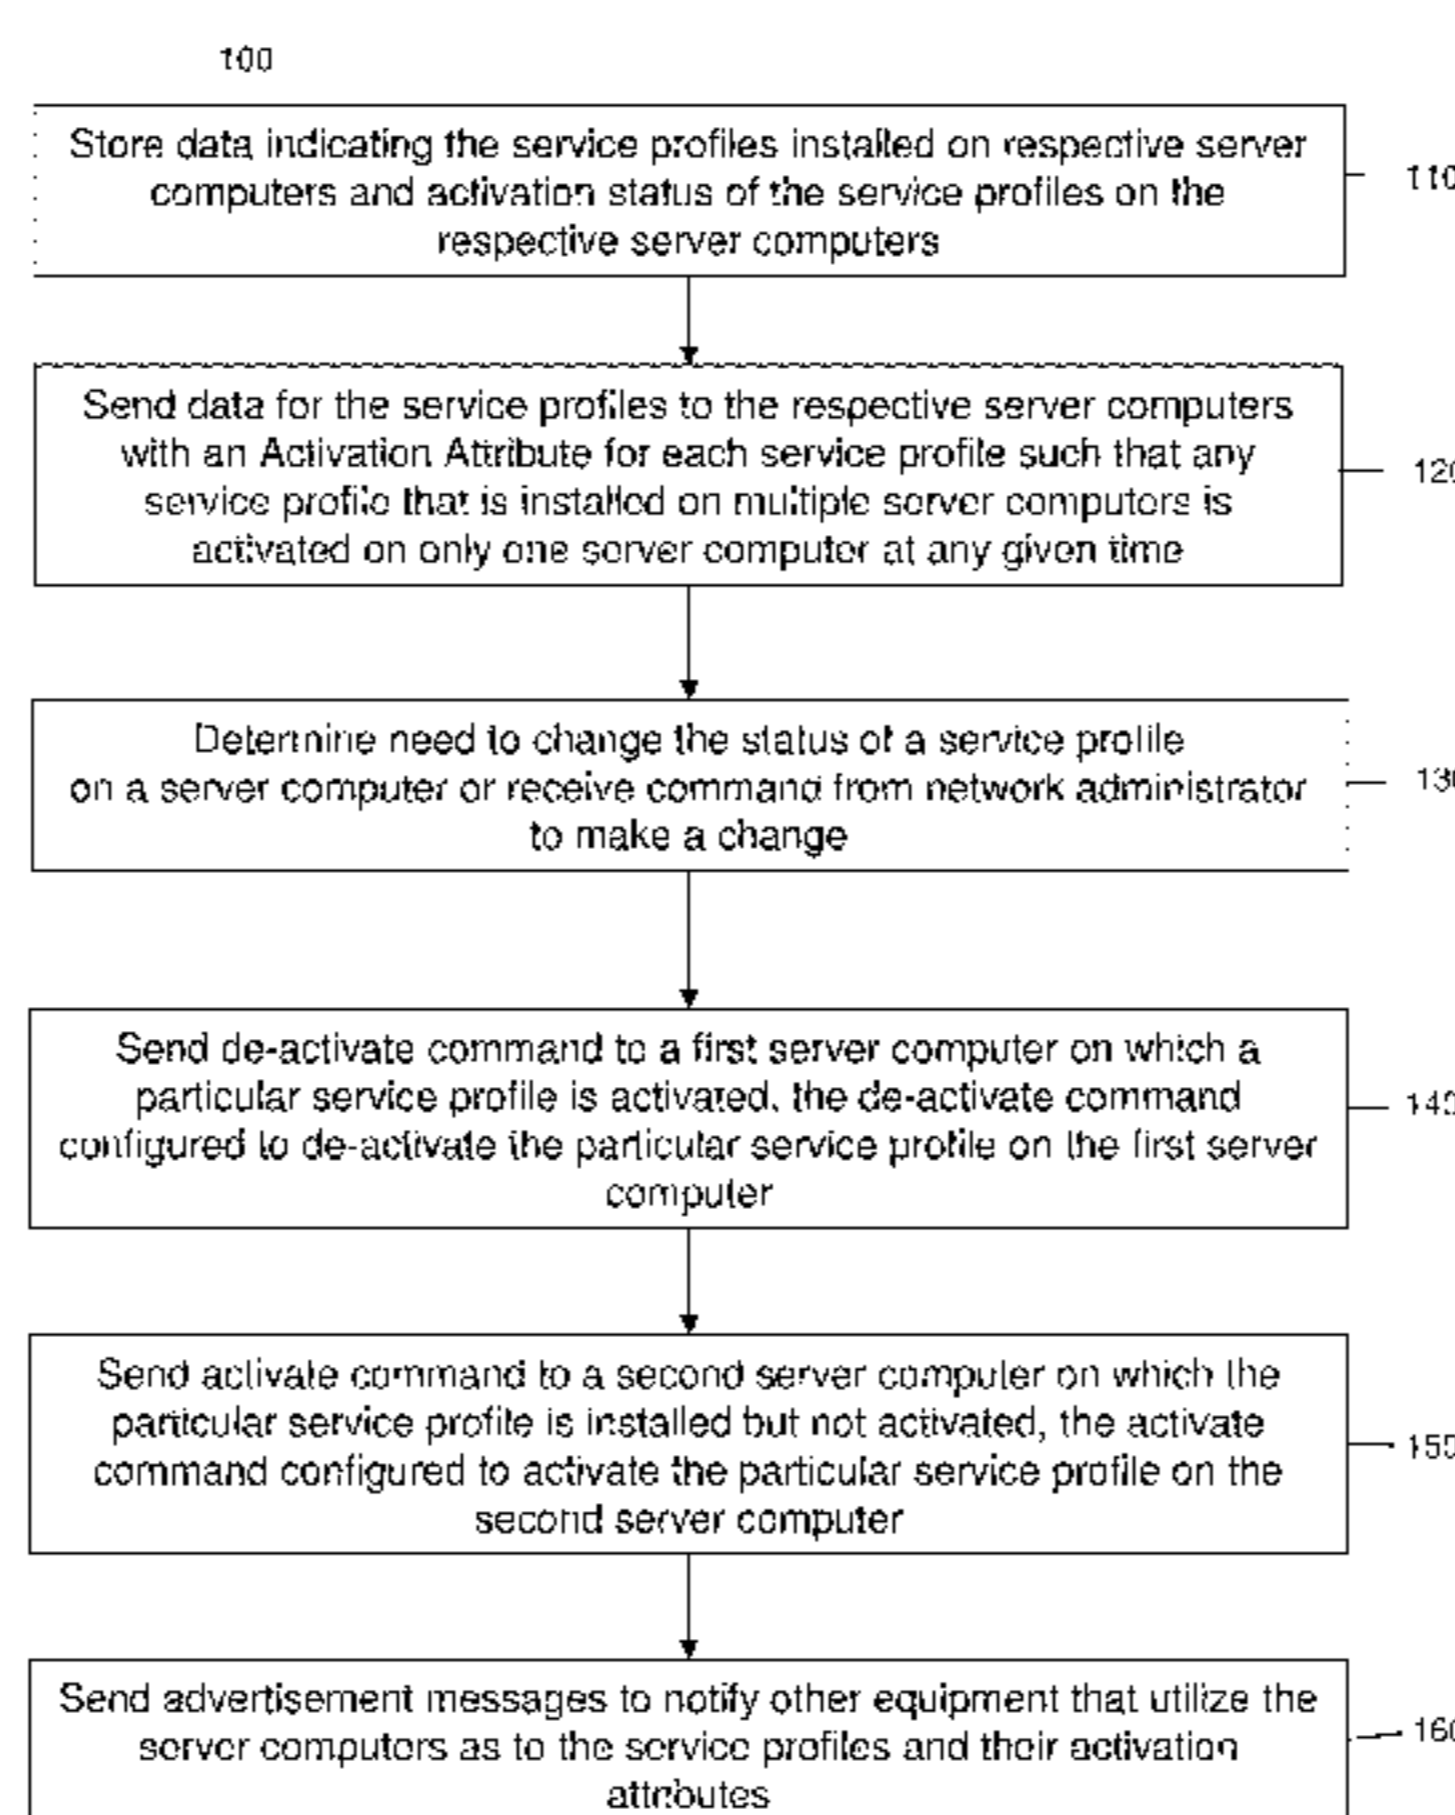 100
Store data indicating the service profiles installed on respective server
computers and activation status of the service profiles on the
respective server computers
110
Send data for the service profiles to the respective server computers
with an Activation Attribute for each service profile such that any
service profile that is installed on multiple server computers is
activated on only one server computer at any given time
120
Determine need to change the status of a service profile
on a server computer or receive command from network administrator
to make a change
130
Send de-activate command to a first server computer on which a
particular service profile is activated, the de-activate command
configured to de-activate the particular service profile on the first server
computer
140
Send activate command to a second server computer on which the
particular service profile is installed but not activated, the activate
command configured to activate the particular service profile on the
second server computer
150
Send advertisement messages to notify other equipment that utilize the
server computers as to the service profiles and their activation
attributes
160